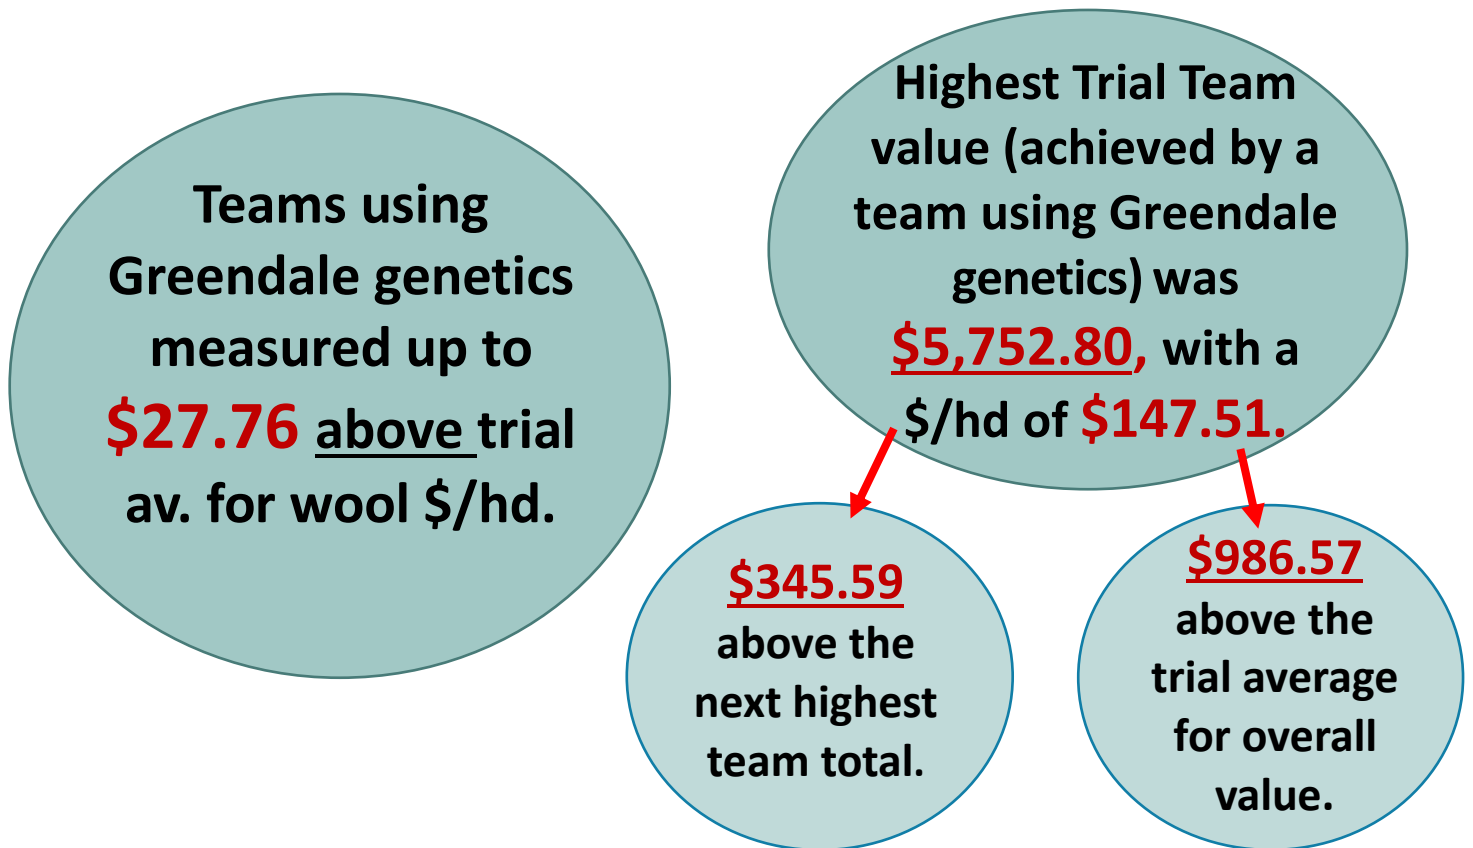 Teams using
Greendale genetics
measured up to
$27.76 above trial
av. for wool $/hd.
Highest Trial Team
value (achieved by a
team using Greendale
genetics) was
$5,752.80, with a
$/hd of $147.51.
$345.59
above the
next highest
team total.
$986.57
above the
trial average
for overall
value.